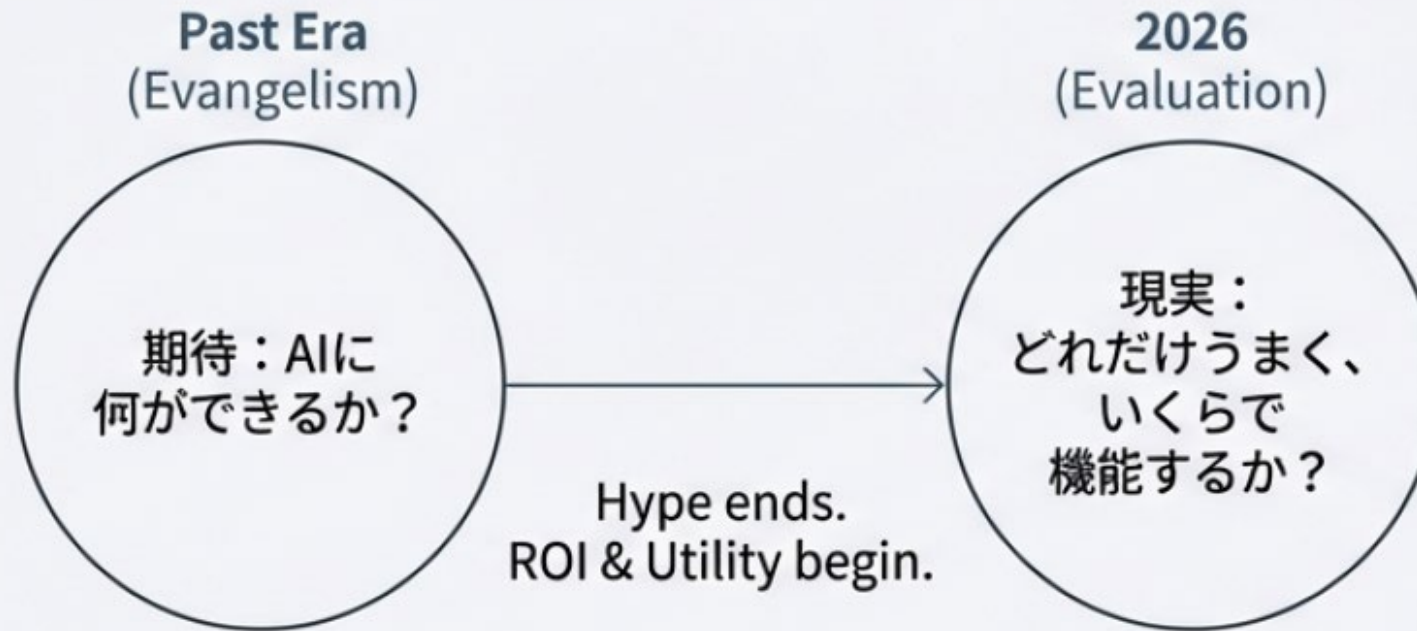 Past Era
(Evangelism)
期待：AIに
何ができるか？
Hype ends.
ROI & Utility begin.
2026
(Evaluation)
現実：
どれだけうまく、
いくらで
機能するか？